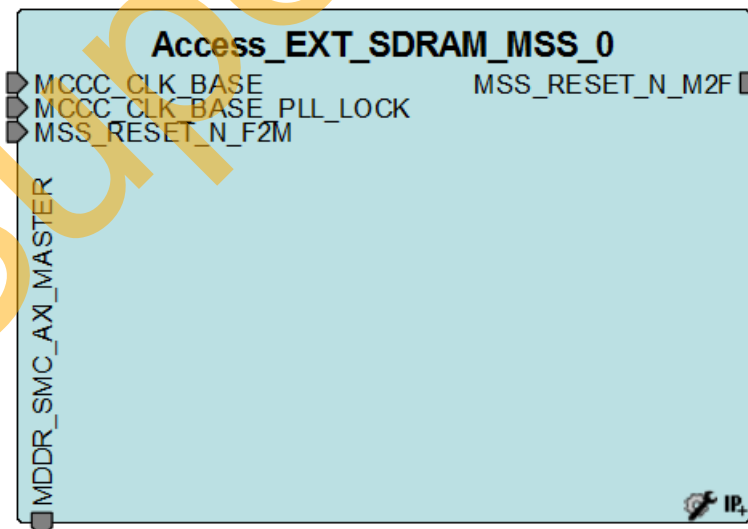 Access_EXT_SDRAM_MSS_0
MCCC_CLK_BASE
MSS_RESET_N_M2F
MCCC_CLK_BASE_PLL_LOCK
MSS_RESET_N_F2M
MDDR_SMC_AXI_MASTER
IP+